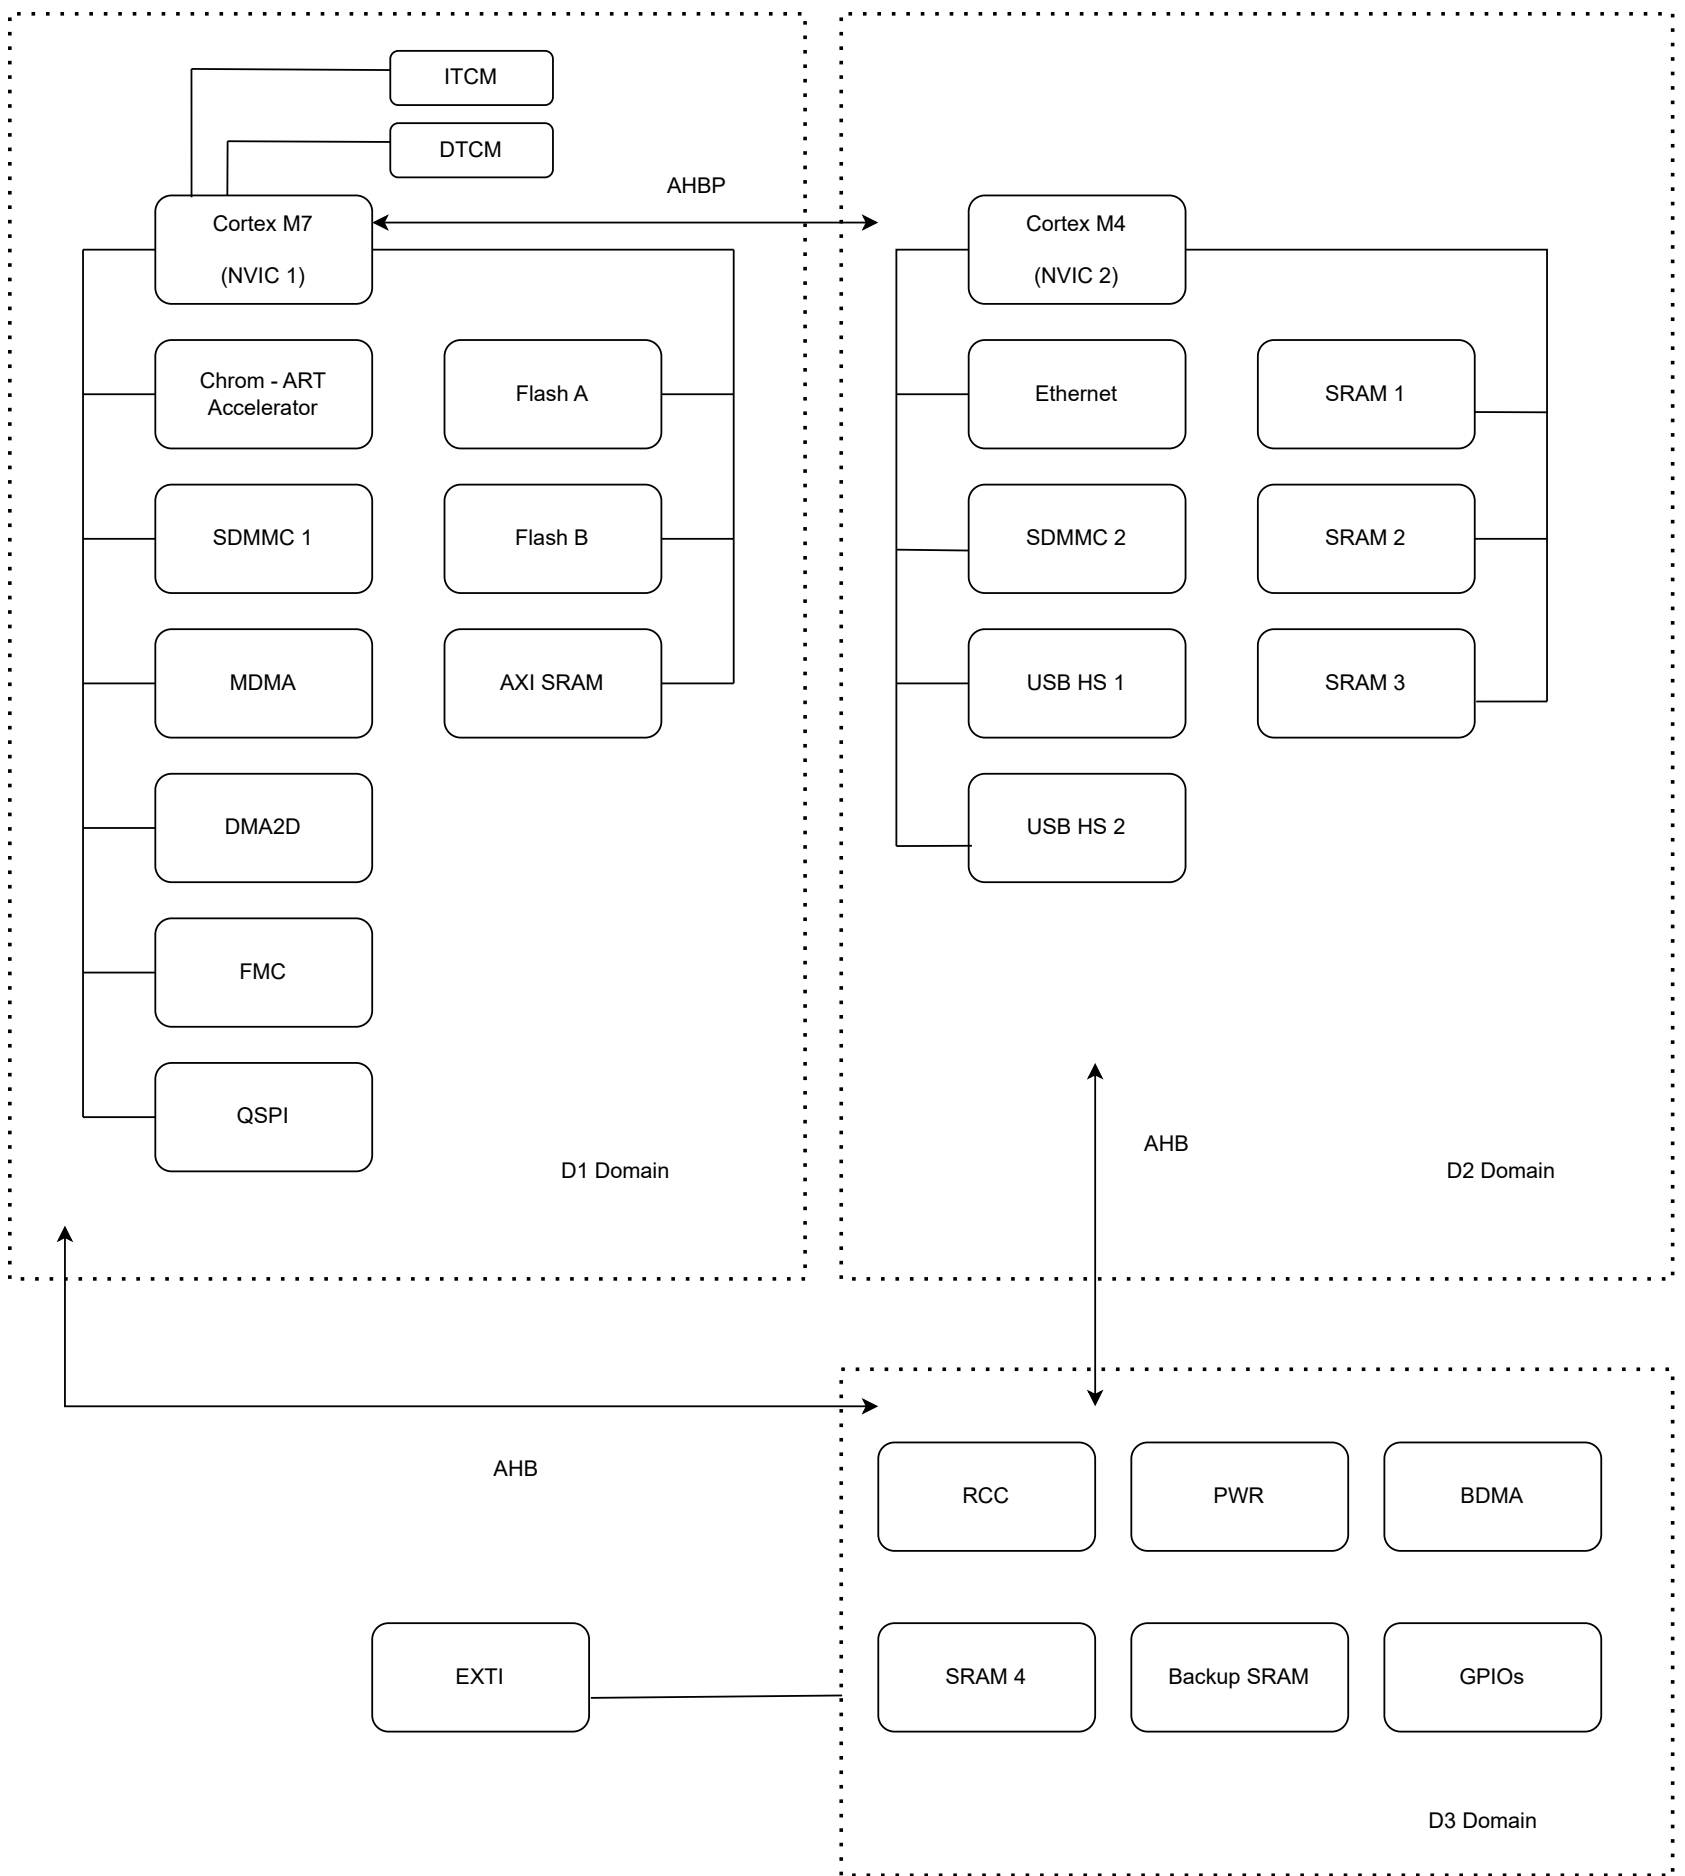 ITCM
DTCM
AHBP
Cortex M7
(NVIC 1)
Chrom - ART
Accelerator
Flash A
SDMMC 1
Flash B
MDMA
AXI SRAM
DMA2D
FMC
QSPI
D1 Domain
Cortex M4
(NVIC 2)
Ethernet
SRAM 1
SDMMC 2
SRAM 2
USB HS 1
SRAM 3
USB HS 2
AHB
D2 Domain
AHB
RCC
PWR
BDMA
EXTI
SRAM 4
Backup SRAM
GPIOs
D3 Domain